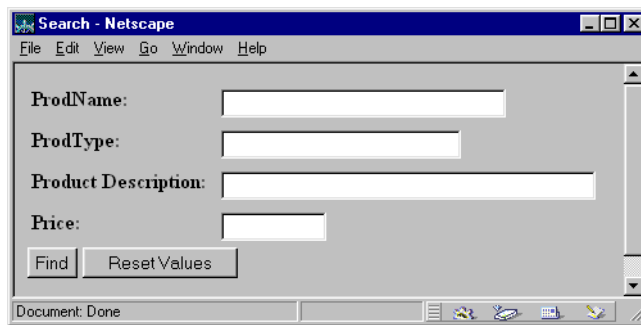 Search - Netscape
File Edit View Go Window Help
ProdName:
ProdType:
Product Description:
Price:
Find Reset Values
Document: Done